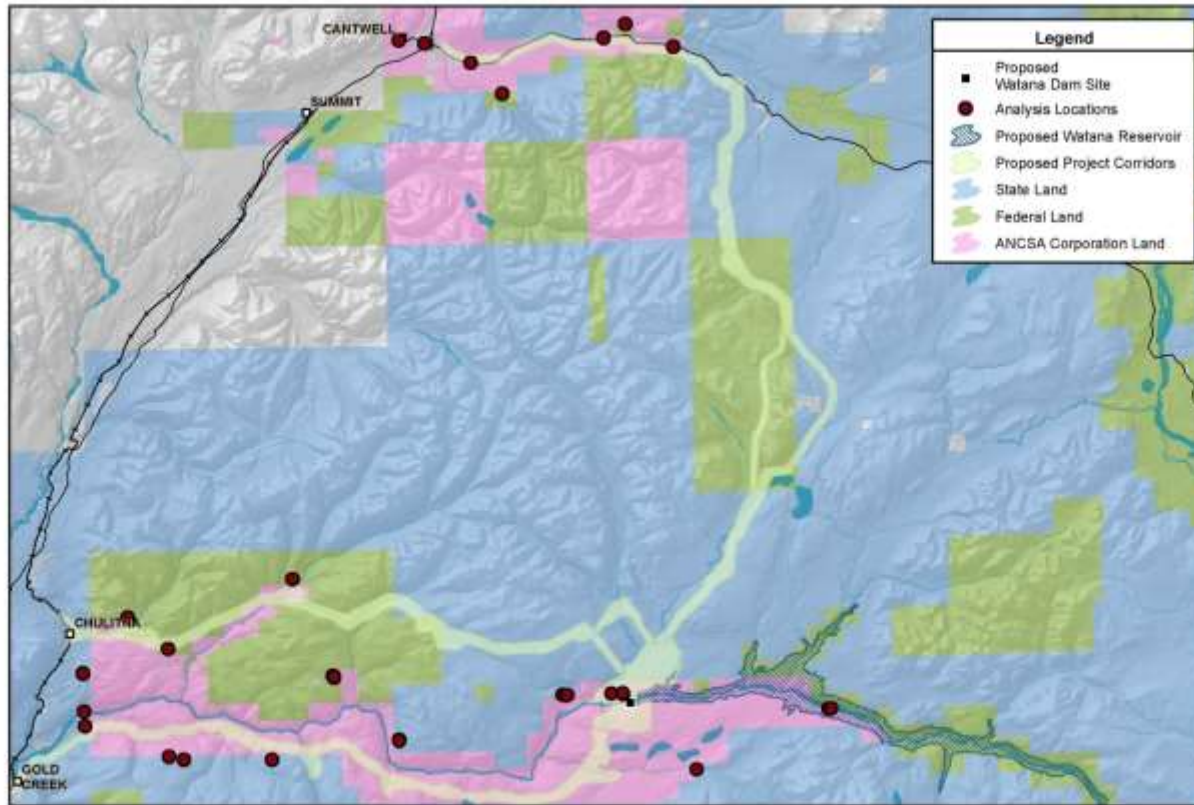 CANTWELL
SUMMIT
CHULITNA
GOLD
CREEK
Legend
Proposed
Watana Dam Site
Analysis Locations
Proposed Watana Reservoir
Proposed Project Corridors
State Land
Federal Land
ANCSA Corporation Land